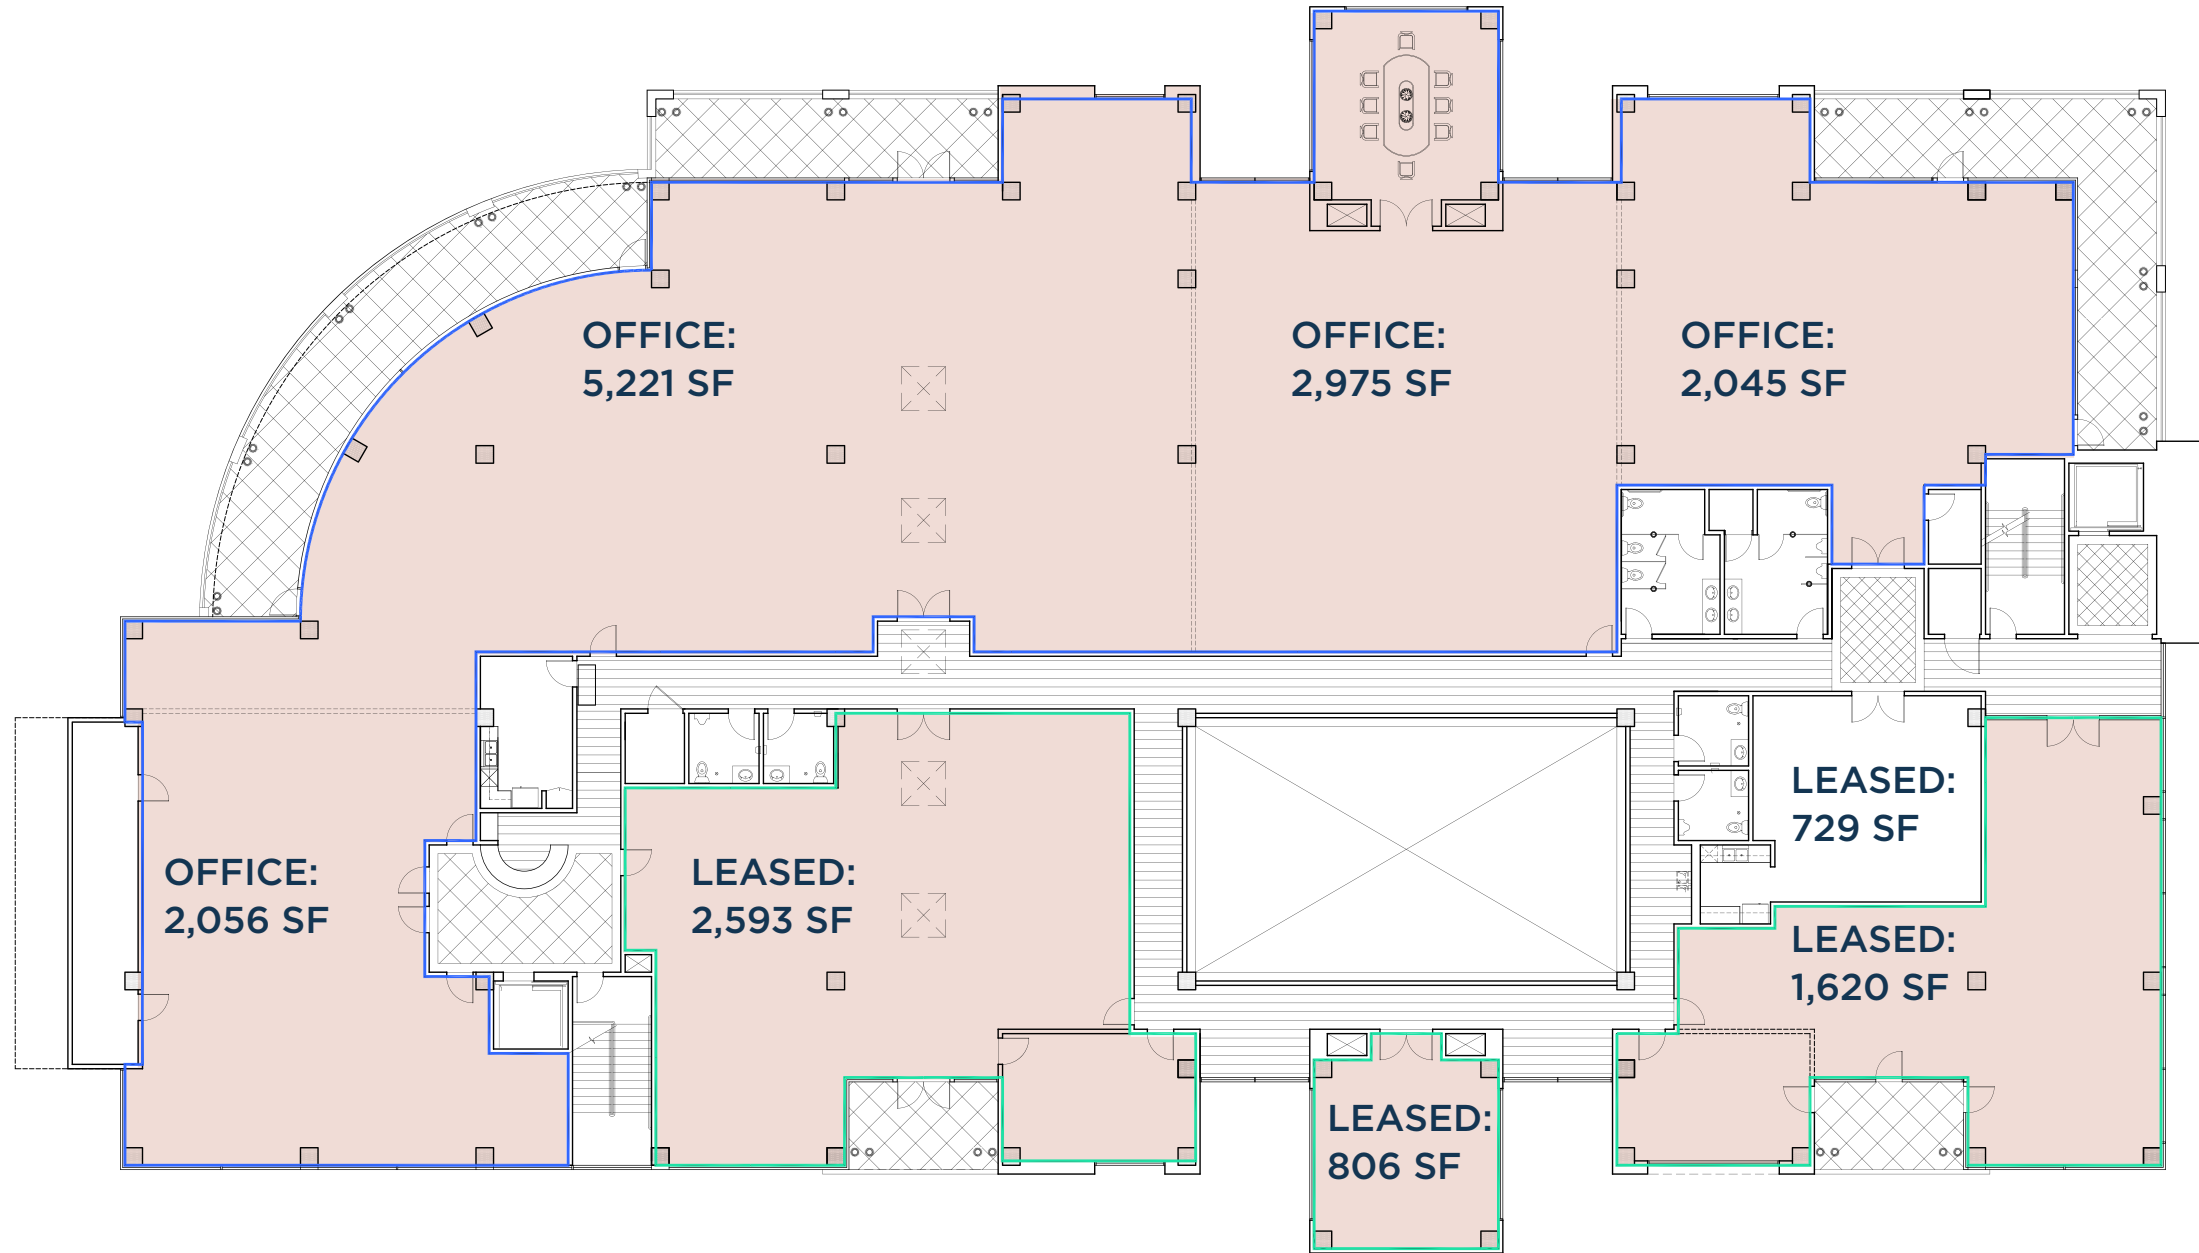 OFFICE:
5,221 SF
OFFICE:
2,975 SF
OFFICE:
2,045 SF
OFFICE:
2,056 SF
LEASED:
2,593 SF
LEASED:
729 SF
LEASED:
1,620 SF
LEASED:
806 SF